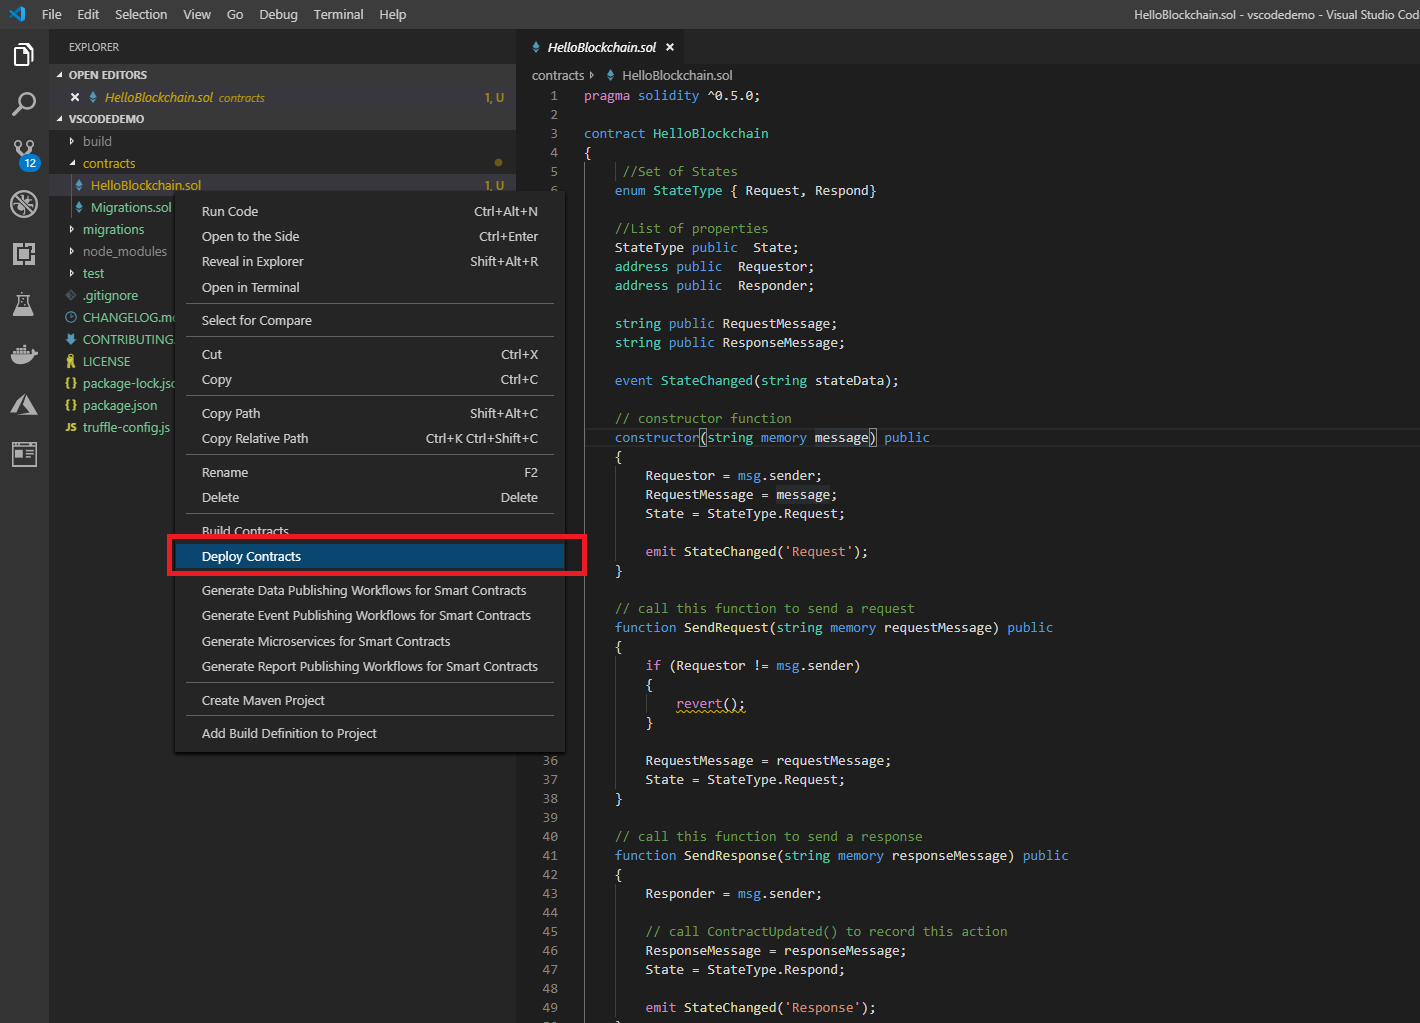 File Edit Selection View Go Debug Terminal Help
HelloBlockchain.sol - vscodedemo - Visual Studio Cod
EXPLORER
OPEN EDITORS
HelloBlockchain.sol contracts 1, U
VSCODEDEMO
build
contracts
HelloBlockchain.sol 1, U
Migrations.sol
migrations
node_modules
test
.gitignore
CHANGELOG.md
CONTRIBUTING.
LICENSE
{} package-lock.jso
{} package.json
JS truffle-config.js
12
Run Code Ctrl+Alt+N
Open to the Side Ctrl+Enter
Reveal in Explorer Shift+Alt+R
Open in Terminal
Select for Compare
Cut Ctrl+X
Copy Ctrl+C
Copy Path Shift+Alt+C
Copy Relative Path Ctrl+K Ctrl+Shift+C
Rename F2
Delete Delete
Build Contracts
Deploy Contracts
Generate Data Publishing Workflows for Smart Contracts
Generate Event Publishing Workflows for Smart Contracts
Generate Microservices for Smart Contracts
Generate Report Publishing Workflows for Smart Contracts
Create Maven Project
Add Build Definition to Project
HelloBlockchain.sol
contracts HelloBlockchain.sol
1 pragma solidity ^0.5.0;
2
3 contract HelloBlockchain
4 {
5 //Set of States
6 enum StateType { Request, Respond}
//List of properties
StateType public State;
address public Requestor;
address public Responder;
string public RequestMessage;
string public ResponseMessage;
event StateChanged(string stateData);
// constructor function
constructor(string memory message) public
{
Requestor = msg.sender;
RequestMessage = message;
State = StateType.Request;
emit StateChanged('Request');
}
// call this function to send a request
function SendRequest(string memory requestMessage) public
{
if (Requestor != msg.sender)
{
revert();
}
36 RequestMessage = requestMessage;
37 State = StateType.Request;
38 }
39
40 // call this function to send a response
41 function SendResponse(string memory responseMessage) public
42 {
43 Responder = msg.sender;
44
45 // call ContractUpdated() to record this action
46 ResponseMessage = responseMessage;
47 State = StateType.Respond;
48
49 emit StateChanged('Response');